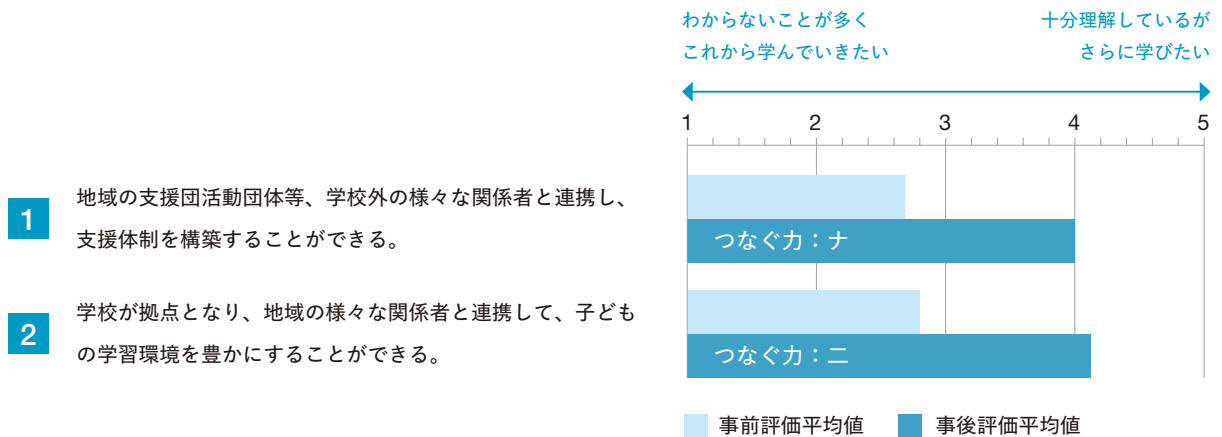 わからないことが多く
これから学んでいきたい
十分理解しているが
さらに学びたい
1 2 3 4 5
1
地域の支援団活動団体等、学校外の様々な関係者と連携し、
支援体制を構築することができる。
つなぐ力：ナ
2
学校が拠点となり、地域の様々な関係者と連携して、子ども
の学習環境を豊かにすることができる。
つなぐ力：ニ
事前評価平均値 事後評価平均値